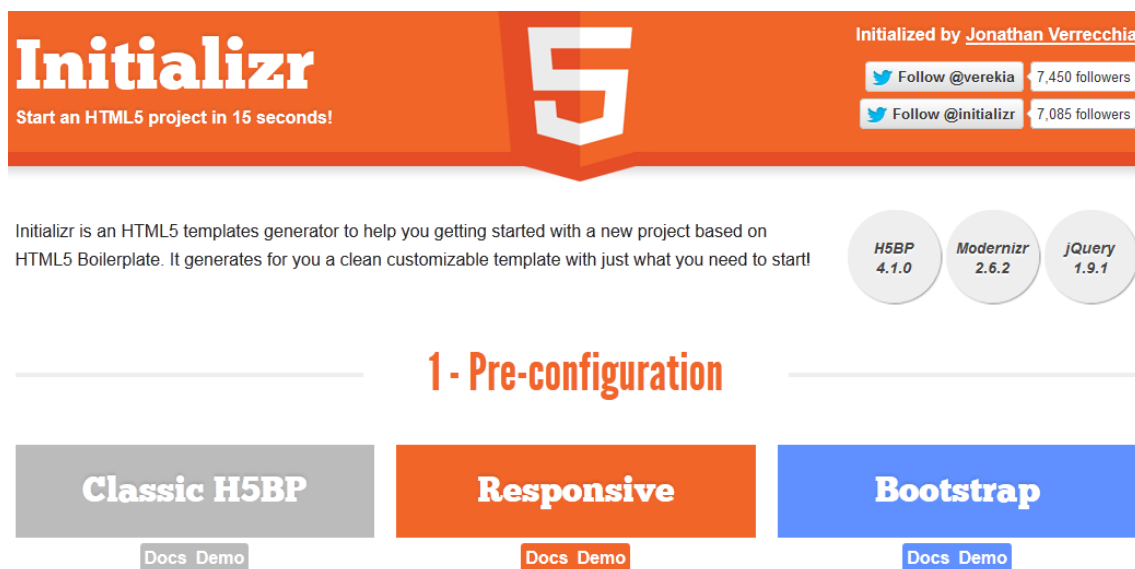 Initializr
Start an HTML5 project in 15 seconds!
5
Initialized by Jonathan Verrecchia
Follow @verekia 7,450 followers
Follow @initializr 7,085 followers
Initializr is an HTML5 templates generator to help you getting started with a new project based on
HTML5 Boilerplate. It generates for you a clean customizable template with just what you need to start!
H5BP
4.1.0
Modernizr
2.6.2
jQuery
1.9.1
1 - Pre-configuration
Classic H5BP
Docs Demo
Responsive
Docs Demo
Bootstrap
Docs Demo